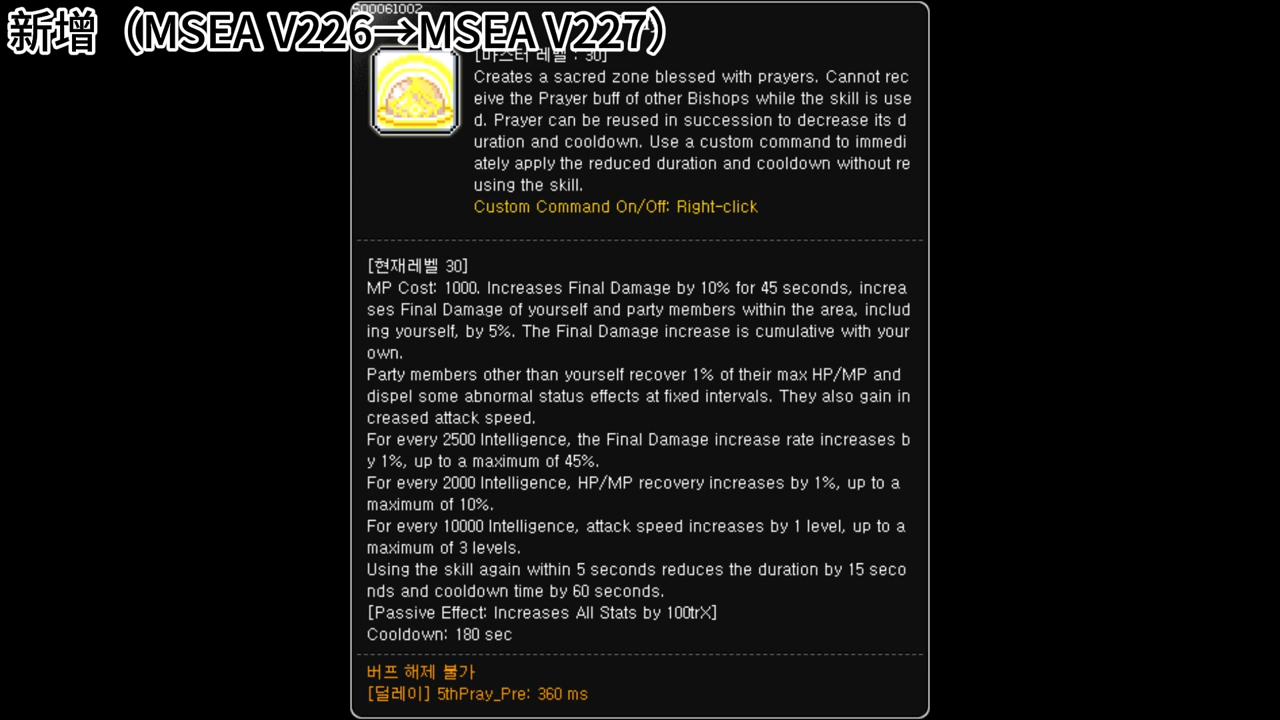 500061002
新增（MSEA V226→MSEA V227）
[마스터 레벨 : 30]
Creates a sacred zone blessed with prayers. Cannot rec
eive the Prayer buff of other Bishops while the skill is use
d. Prayer can be reused in succession to decrease its d
uration and cooldown. Use a custom command to immedi
ately apply the reduced duration and cooldown without re
using the skill.
Custom Command On/Off: Right-click
[현재레벨 30]
MP Cost: 1000. Increases Final Damage by 10% for 45 seconds, increa
ses Final Damage of yourself and party members within the area, includ
ing yourself, by 5%. The Final Damage increase is cumulative with your
own.
Party members other than yourself recover 1% of their max HP/MP and
dispel some abnormal status effects at fixed intervals. They also gain in
creased attack speed.
For every 2500 Intelligence, the Final Damage increase rate increases b
y 1%, up to a maximum of 45%.
For every 2000 Intelligence, HP/MP recovery increases by 1%, up to a
maximum of 10%.
For every 10000 Intelligence, attack speed increases by 1 level, up to a
maximum of 3 levels.
Using the skill again within 5 seconds reduces the duration by 15 seco
nds and cooldown time by 60 seconds.
[Passive Effect: Increases All Stats by 100trX]
Cooldown: 180 sec
버프 해제 불가
[딜레이] 5thPray_Pre: 360 ms